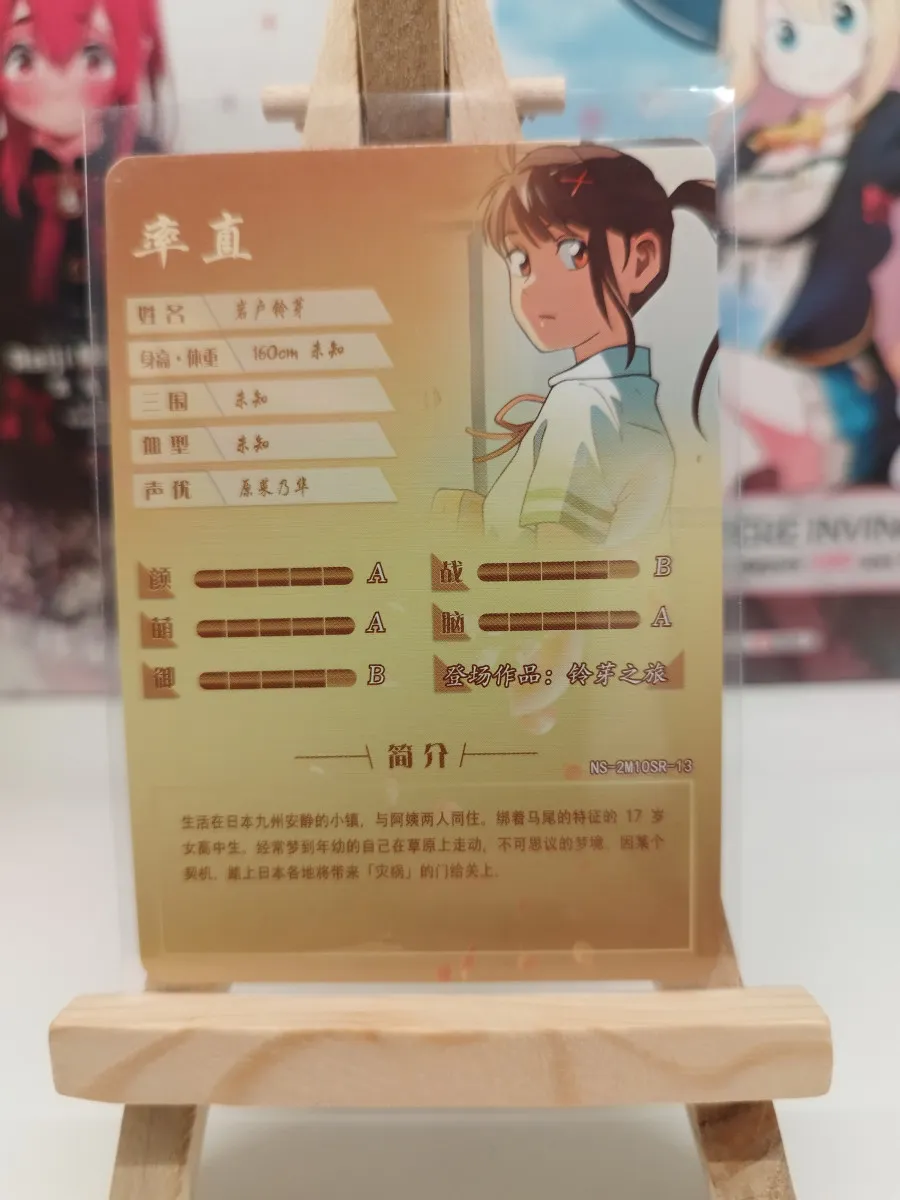 率直
姓名 岩户铃芽
身高·体重 160cm 未知
三围 未知
血型 未知
声优 原菜乃华
颜 A
战 B
萌 A
脑 A
御 B
登场作品：铃芽之旅
简介
NS-2M10SR-13
生活在日本九州安静的小镇，与阿姨两人同住。绑着马尾的特征的 17 岁
女高中生。经常梦到年幼的自己在草原上走动，不可思议的梦境。因某个
契机，踏上日本各地将带来「灾祸」的门给关上。
ERE INVIN